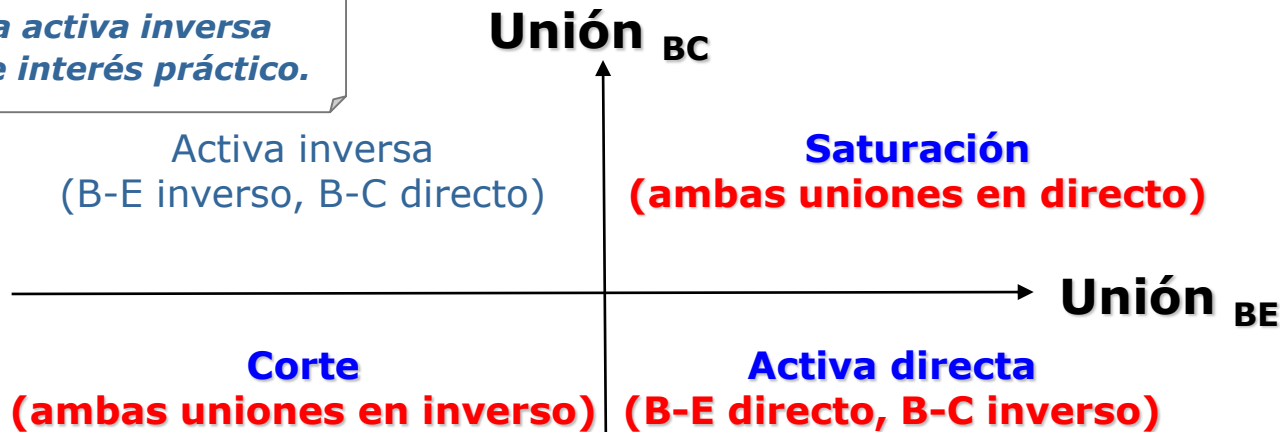 a activa inversa
e interés práctico.
Unión BC
Activa inversa
(B-E inverso, B-C directo)
Saturación
(ambas uniones en directo)
Unión BE
Corte
(ambas uniones en inverso)
Activa directa
(B-E directo, B-C inverso)